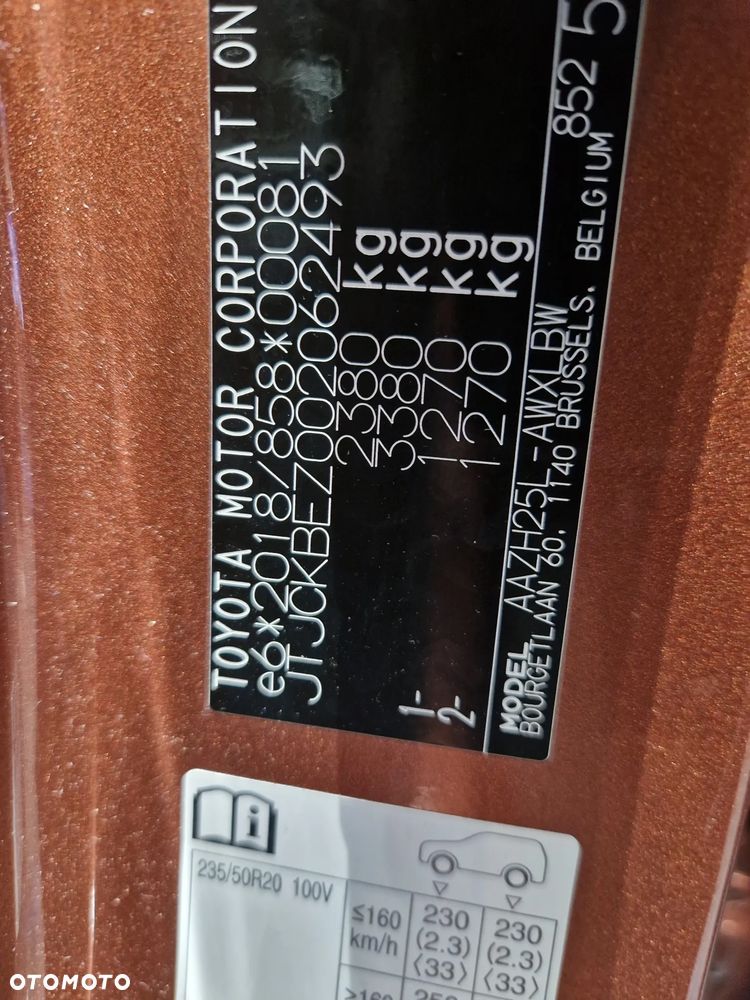 TOYOTA MOTOR CORPORATION
e6*2018/858*00081
JTJCKBEZ002062493
2380 kg
3380 kg
1- 1270 kg
2- 1270 kg
MODEL AAZH25L-AWXLBW 852 5
BOURGETLAAN 60, 1140 BRUSSELS. BELGIUM
i
235/50R20 100V
≤160 km/h 230 (2.3) ⟨33⟩ 230 (2.3) ⟨33⟩
>160
OTOMOTO